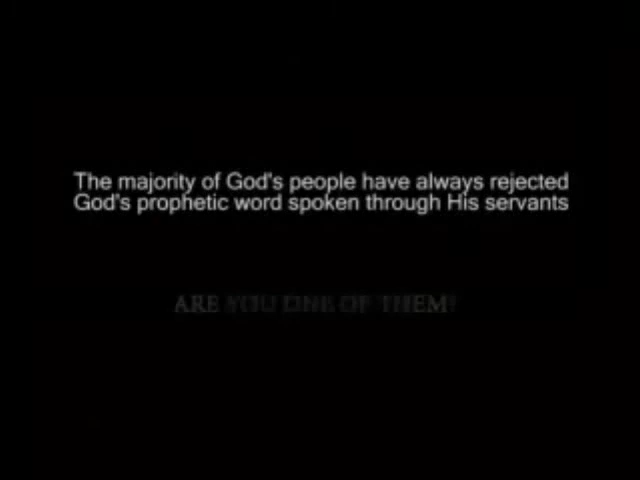 The majority of God's people have always rejected
God's prophetic word spoken through His servants
ARE YOU ONE OF THEM?